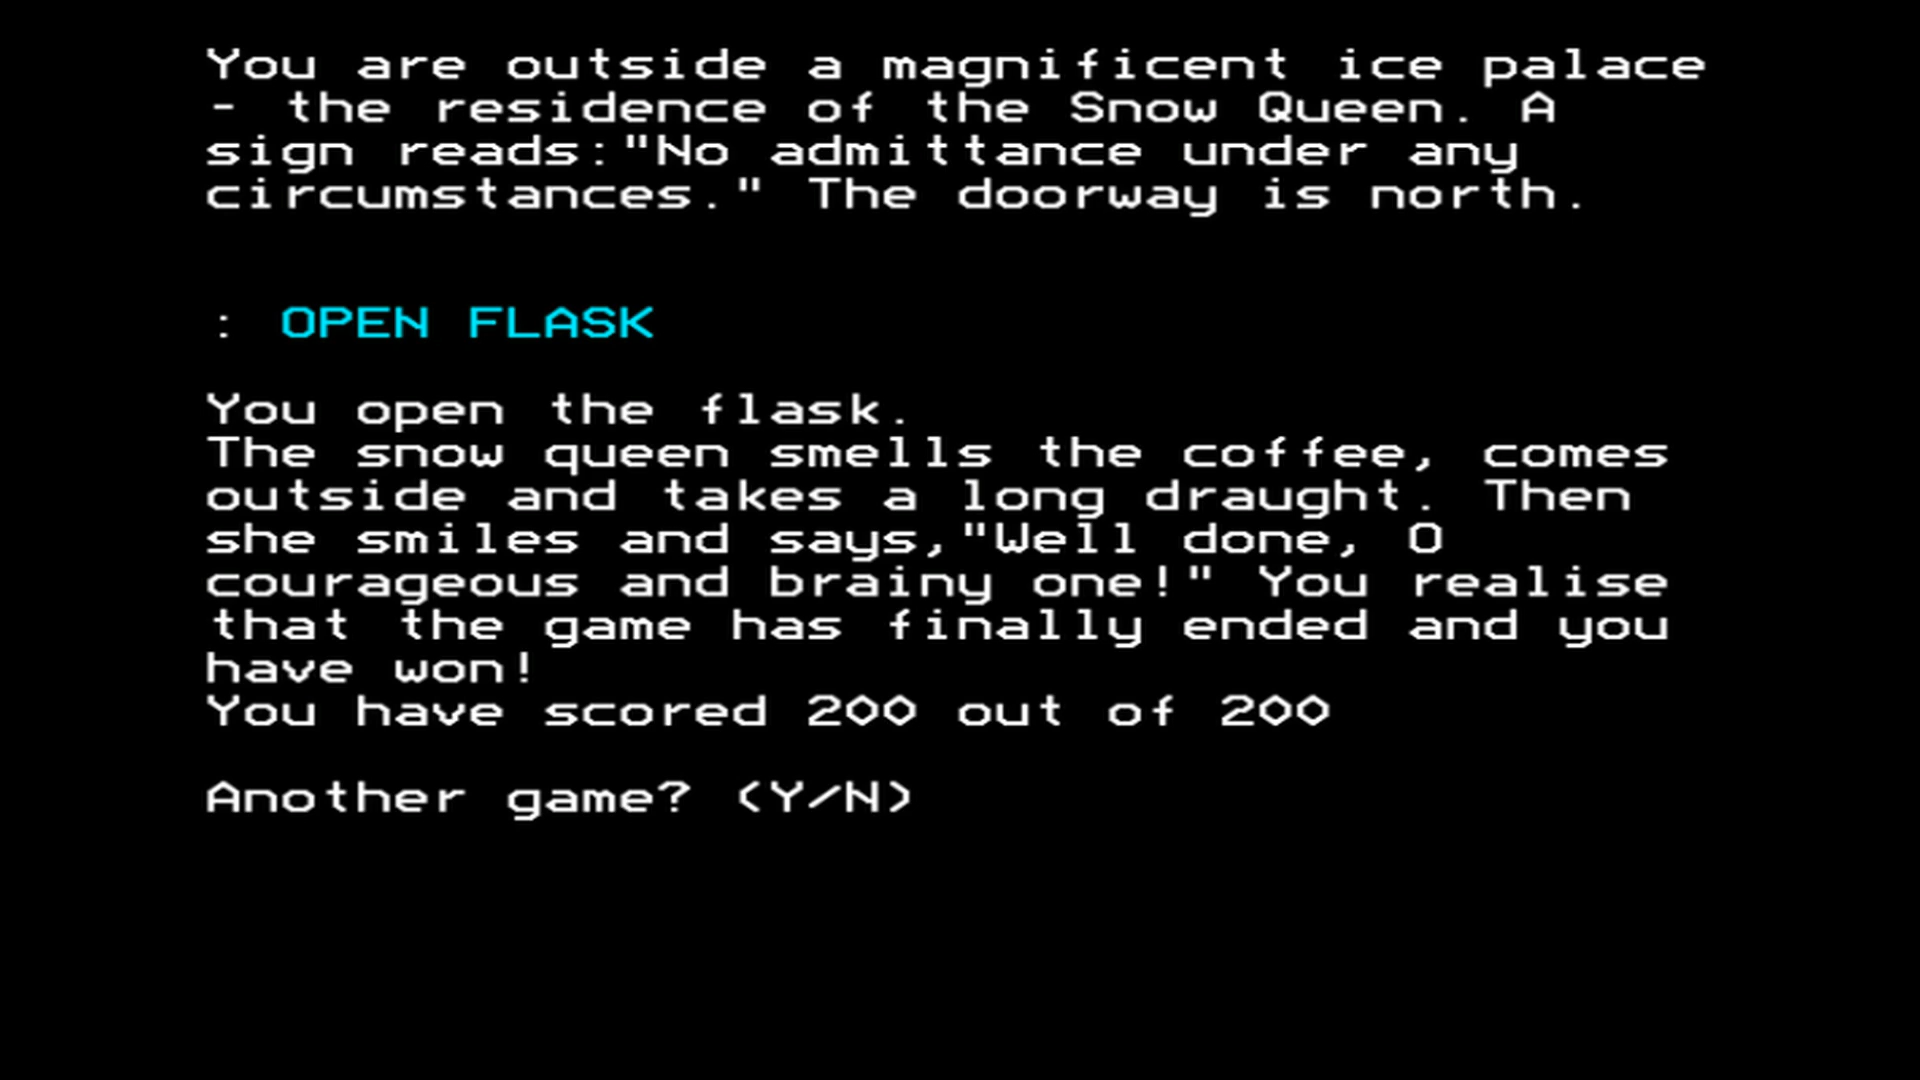 You are outside a magnificent ice palace
- the residence of the Snow Queen. A
sign reads:"No admittance under any
circumstances." The doorway is north.
: OPEN FLASK
You open the flask.
The snow queen smells the coffee, comes
outside and takes a long draught. Then
she smiles and says,"Well done, O
courageous and brainy one!" You realise
that the game has finally ended and you
have won!
You have scored 200 out of 200
Another game? (Y/N)